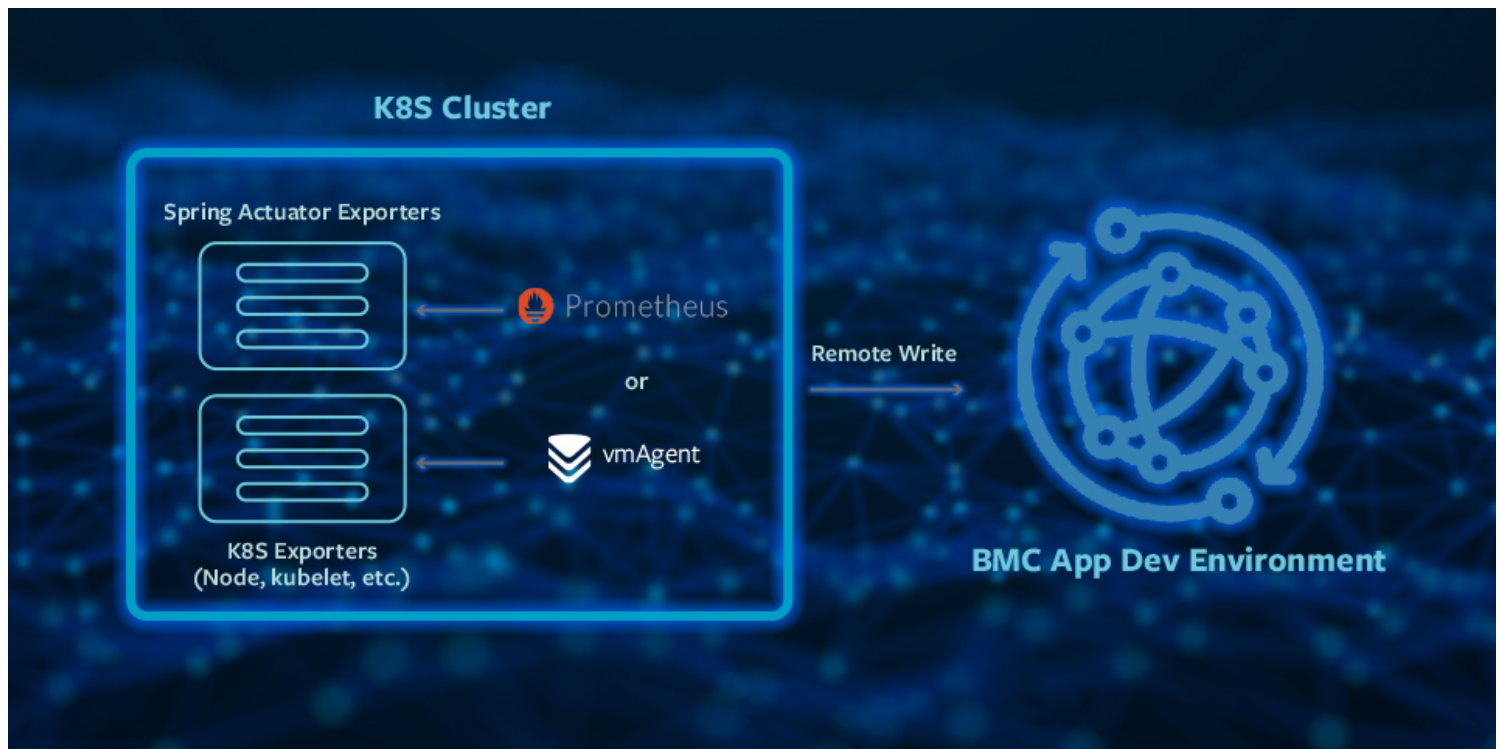 K8S Cluster
Spring Actuator Exporters
Prometheus
or
vmAgent
K8S Exporters
(Node, kubelet, etc.)
Remote Write
BMC App Dev Environment